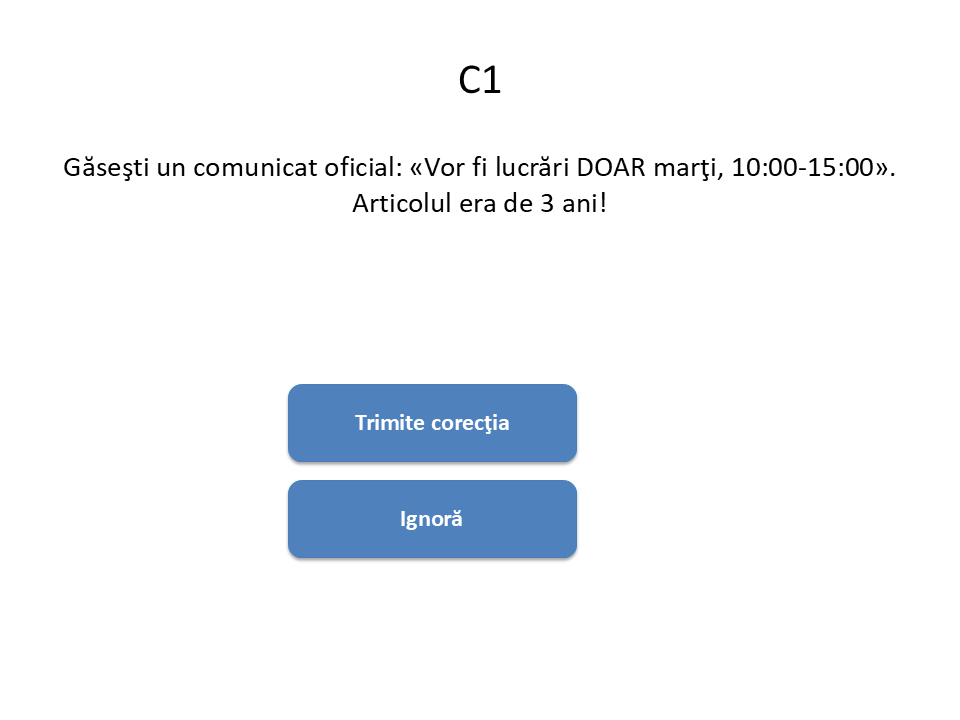 C1
Găseşti un comunicat oficial: «Vor fi lucrări DOAR marţi, 10:00-15:00».
Articolul era de 3 ani!
Trimite corecţia
Ignoră